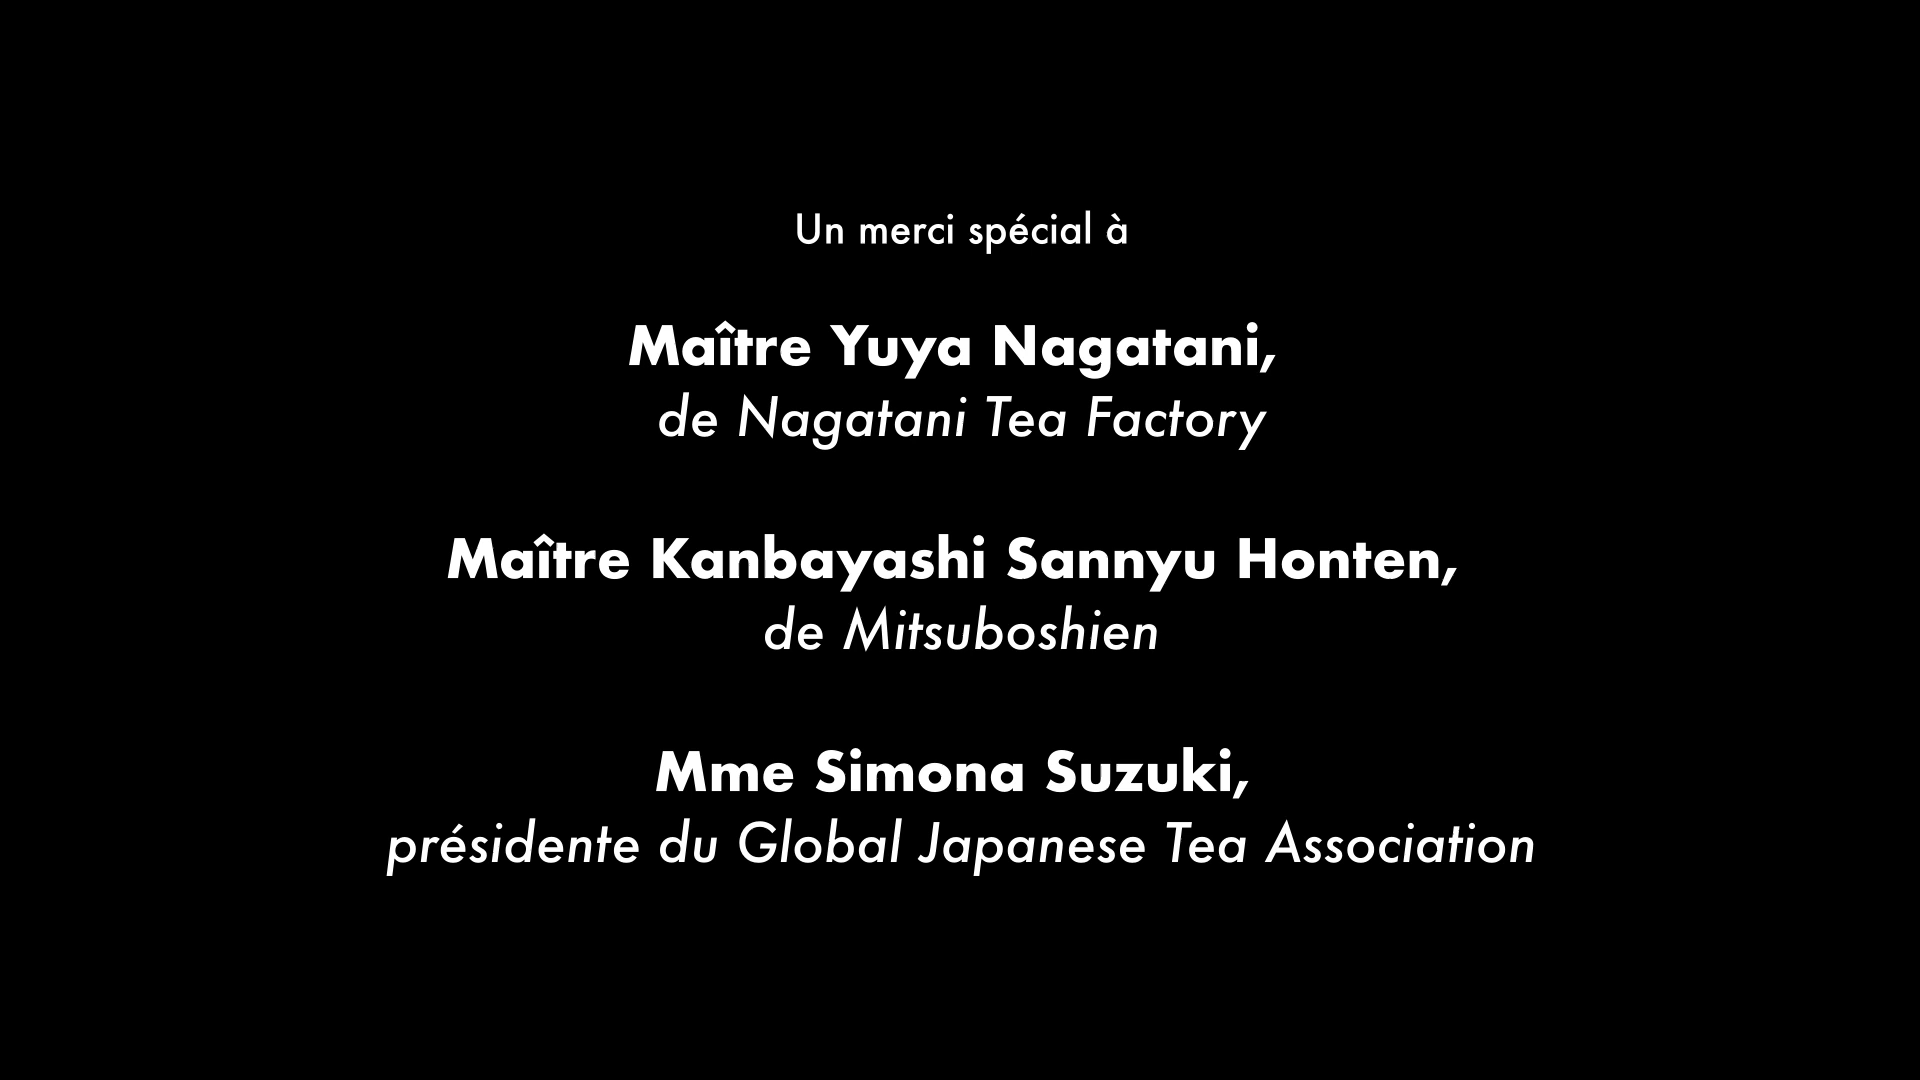 Un merci spécial à
Maître Yuya Nagatani,
de Nagatani Tea Factory
Maître Kanbayashi Sannyu Honten,
de Mitsuboshien
Mme Simona Suzuki,
présidente du Global Japanese Tea Association